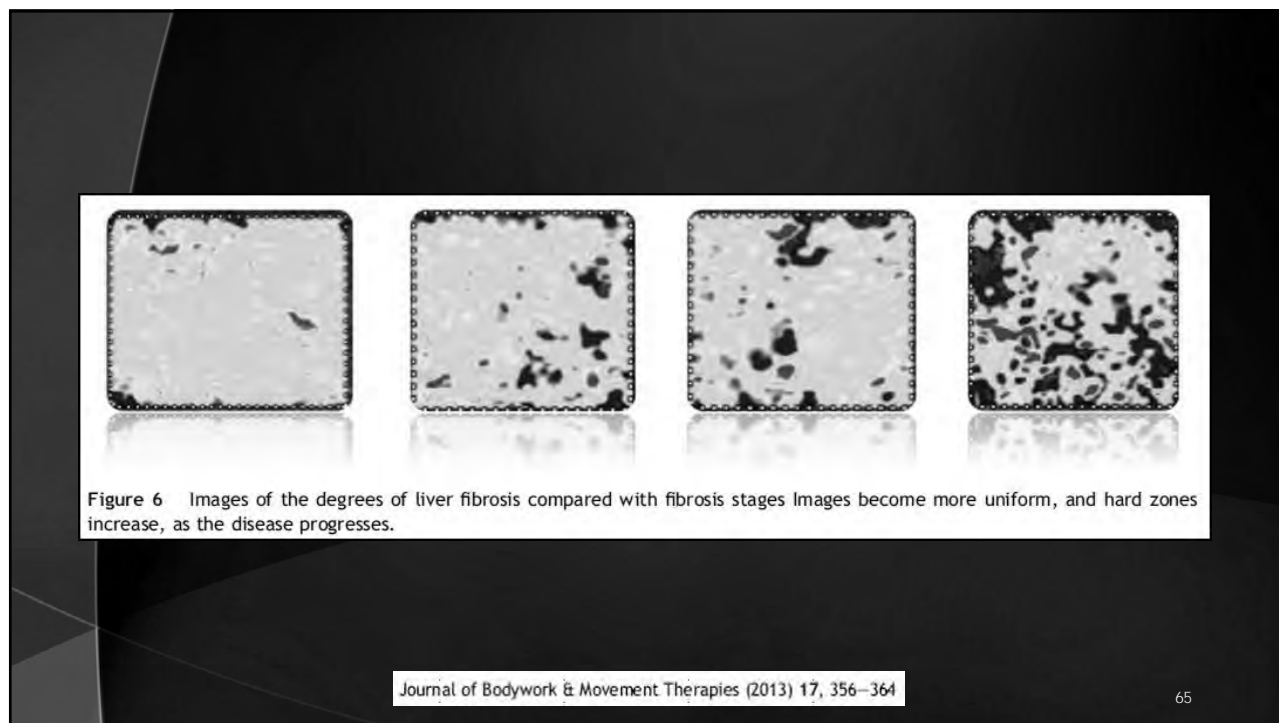 Figure 6 Images of the degrees of liver fibrosis compared with fibrosis stages Images become more uniform, and hard zones
increase, as the disease progresses.
Journal of Bodywork & Movement Therapies (2013) 17, 356–364
65